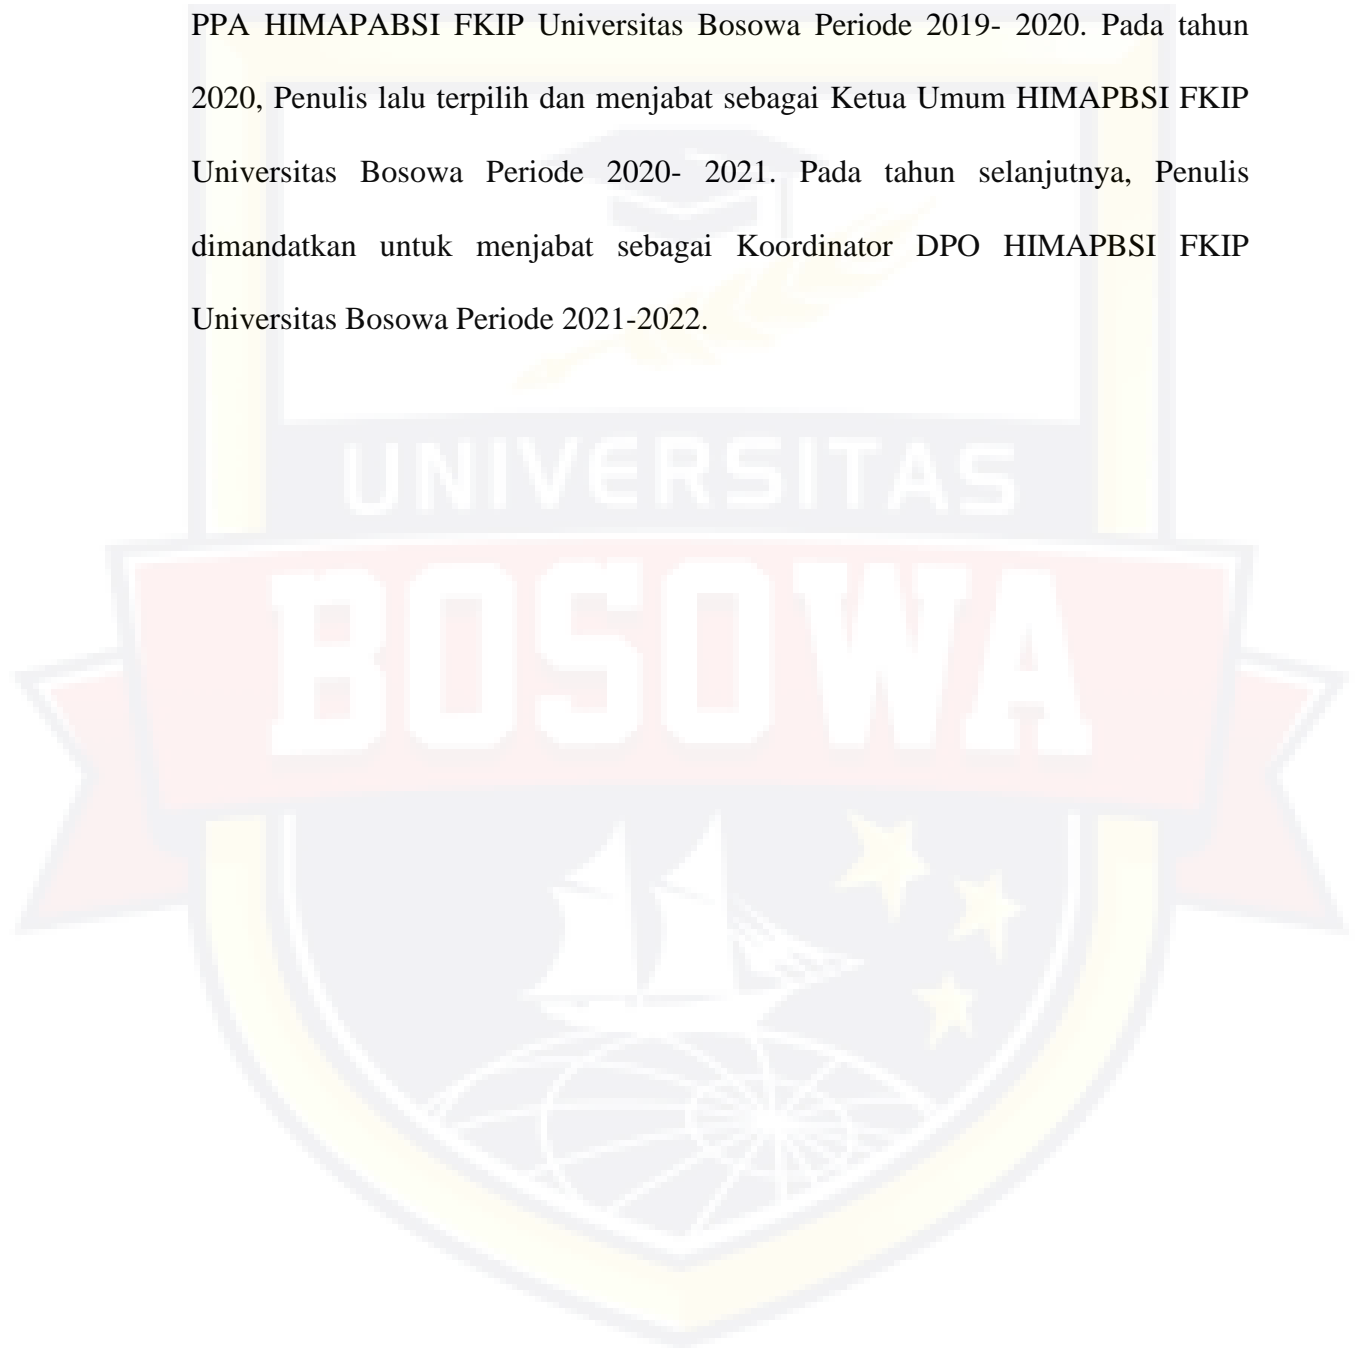 PPA HIMAPABSI FKIP Universitas Bosowa Periode 2019- 2020. Pada tahun
2020, Penulis lalu terpilih dan menjabat sebagai Ketua Umum HIMAPBSI FKIP
Universitas Bosowa Periode 2020- 2021. Pada tahun selanjutnya, Penulis
dimandatkan untuk menjabat sebagai Koordinator DPO HIMAPBSI FKIP
Universitas Bosowa Periode 2021-2022.
UNIVERSITAS
BOSOWA